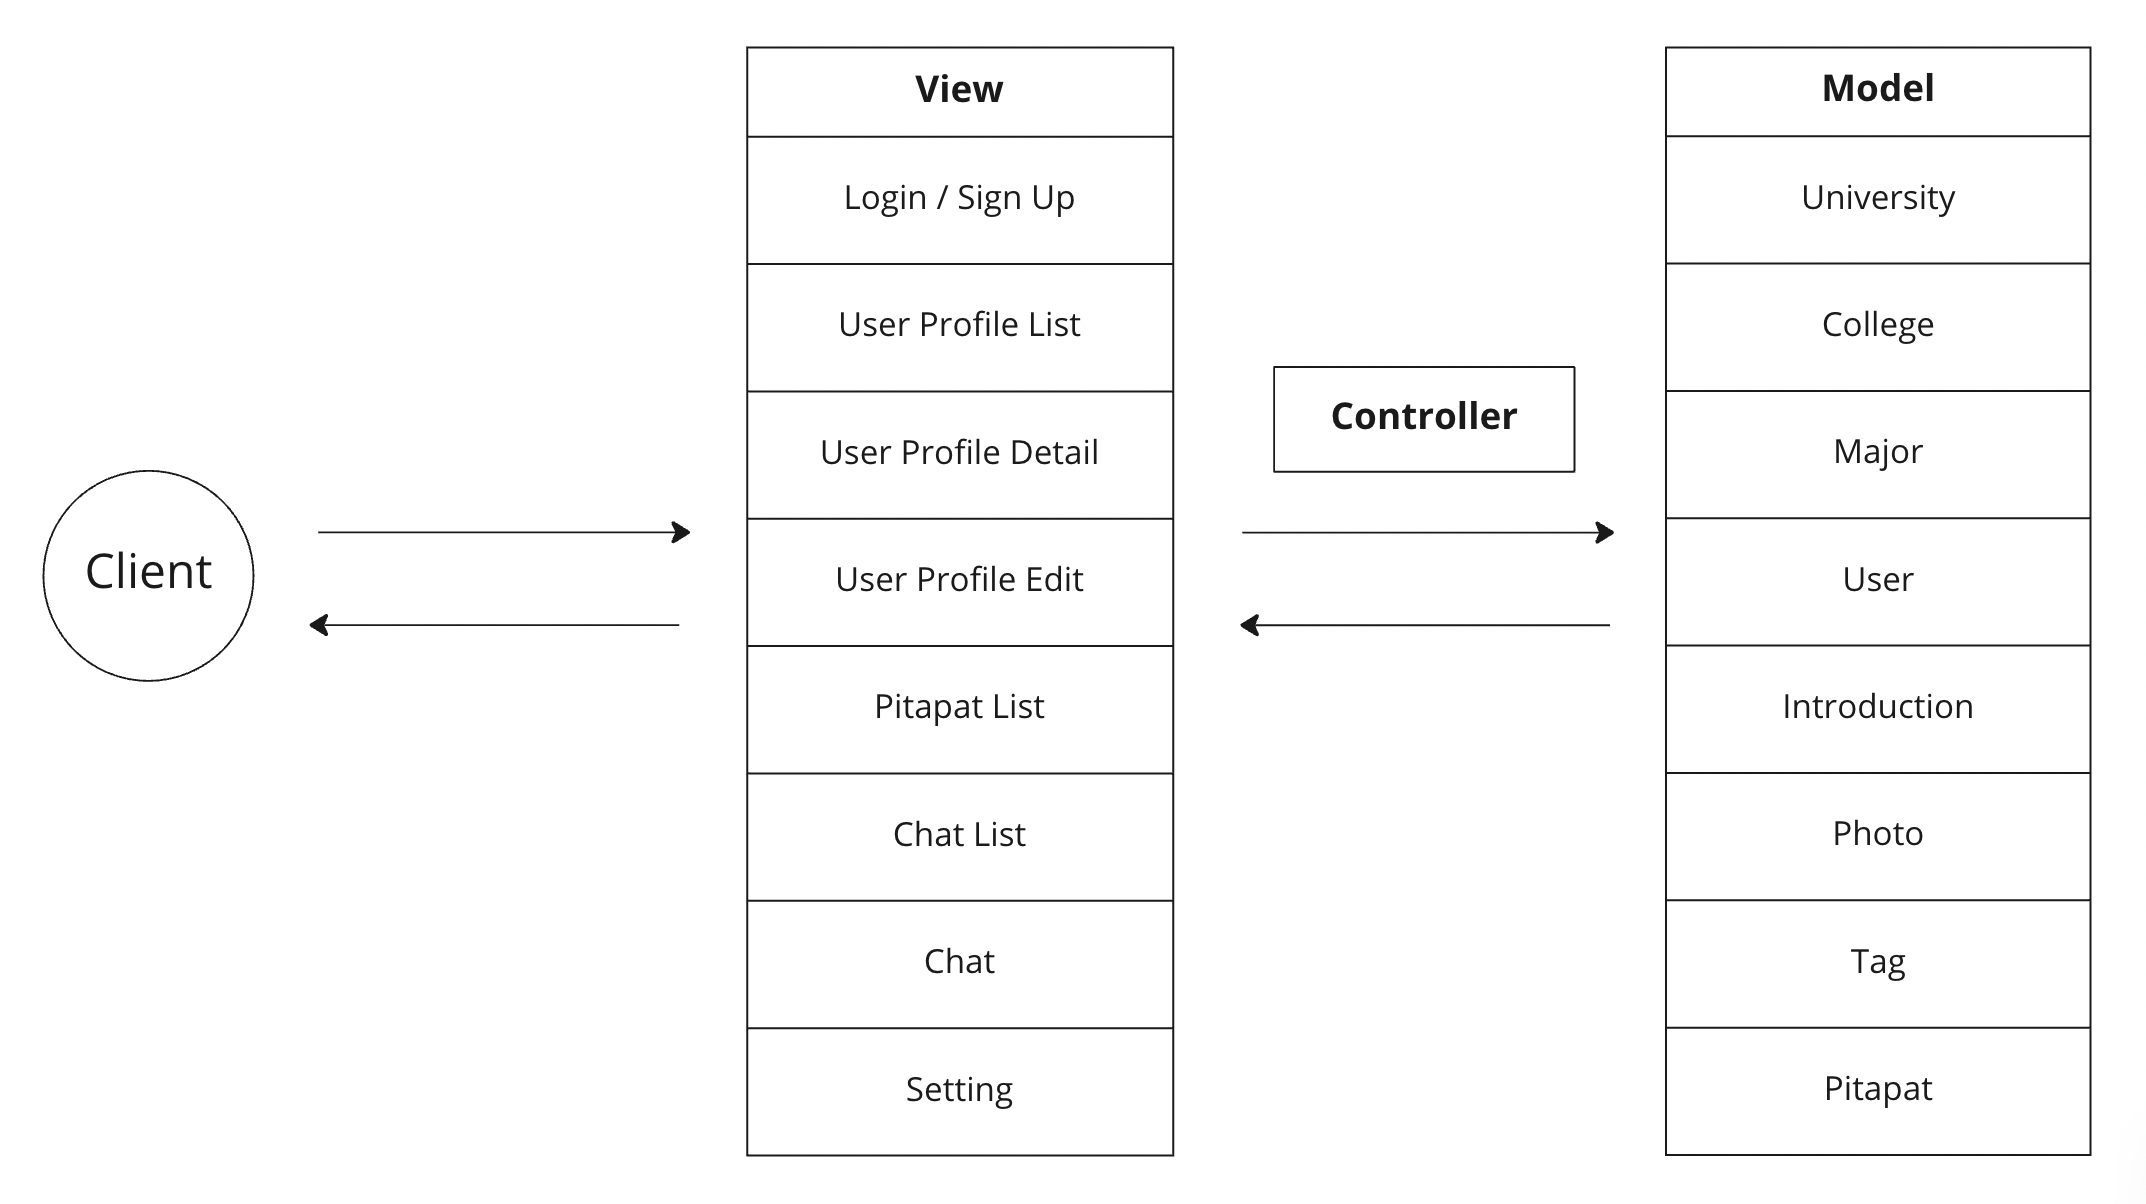 Client
View
Login / Sign Up
User Profile List
User Profile Detail
User Profile Edit
Pitapat List
Chat List
Chat
Setting
Controller
Model
University
College
Major
User
Introduction
Photo
Tag
Pitapat